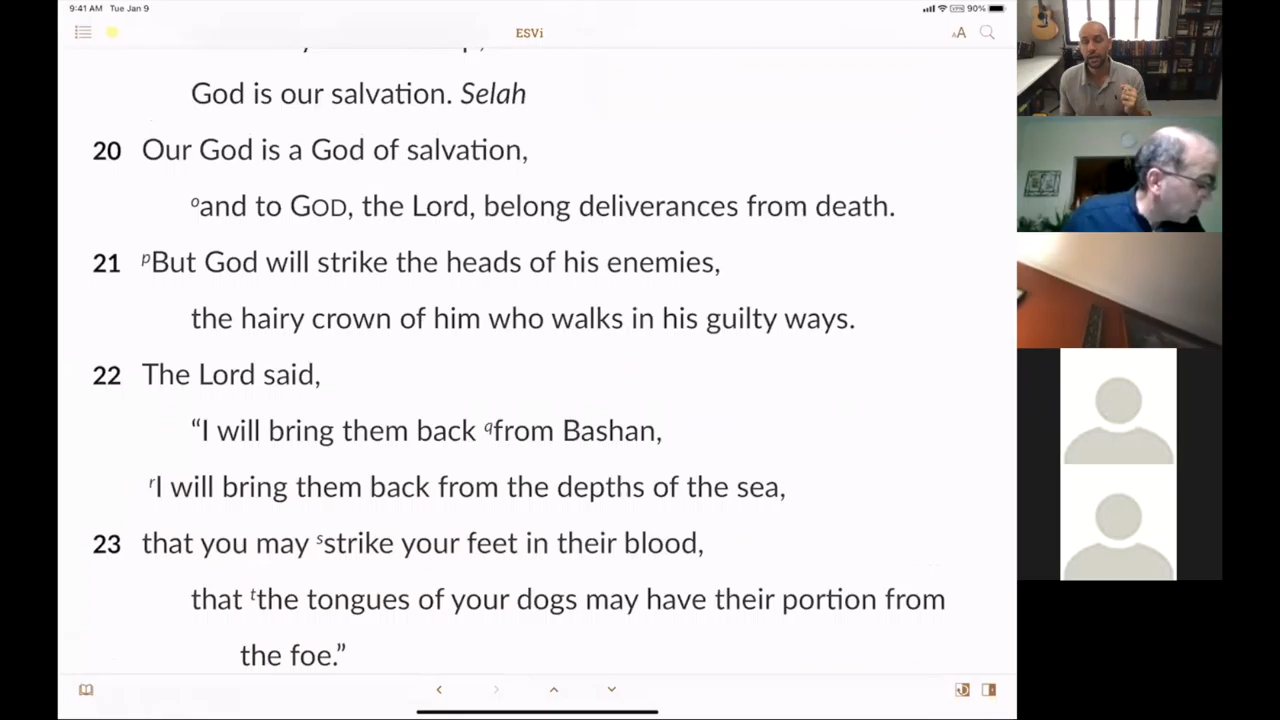 9:41 AM Tue Jan 9
VPN 90%
ESVi
AA
God is our salvation. Selah
20 Our God is a God of salvation,
oand to GOD, the Lord, belong deliverances from death.
21 pBut God will strike the heads of his enemies,
the hairy crown of him who walks in his guilty ways.
22 The Lord said,
“I will bring them back qfrom Bashan,
rI will bring them back from the depths of the sea,
23 that you may sstrike your feet in their blood,
that tthe tongues of your dogs may have their portion from
the foe.”